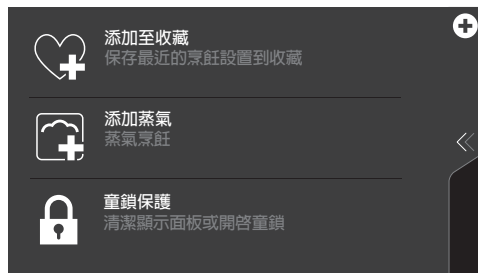 添加至收藏
保存最近的烹飪設置到收藏
添加蒸氣
蒸氣烹飪
童鎖保護
清潔顯示面板或開啓童鎖